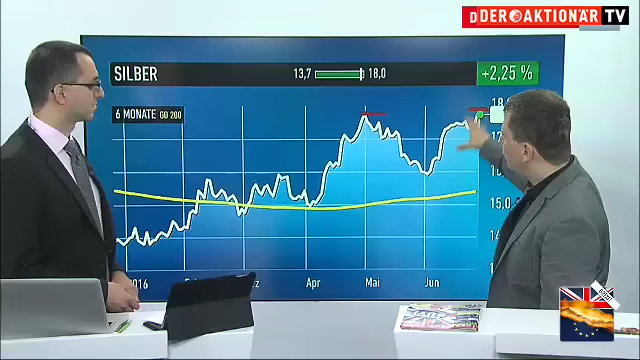 DER AKTIONÄR TV
SILBER
13,7 18,0
+2,25 %
6 MONATE GD 200
15,0
2016
Apr
Mai
Jun